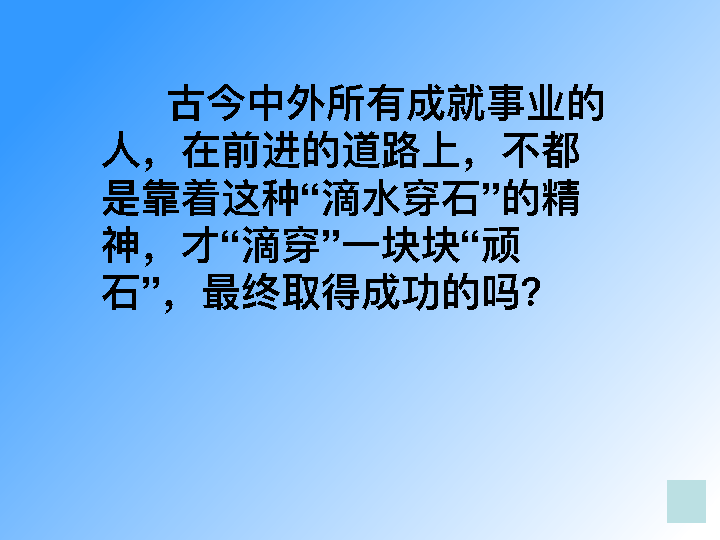 古今中外所有成就事业的
人，在前进的道路上，不都
是靠着这种“滴水穿石”的精
神，才“滴穿”一块块“顽
石”，最终取得成功的吗?